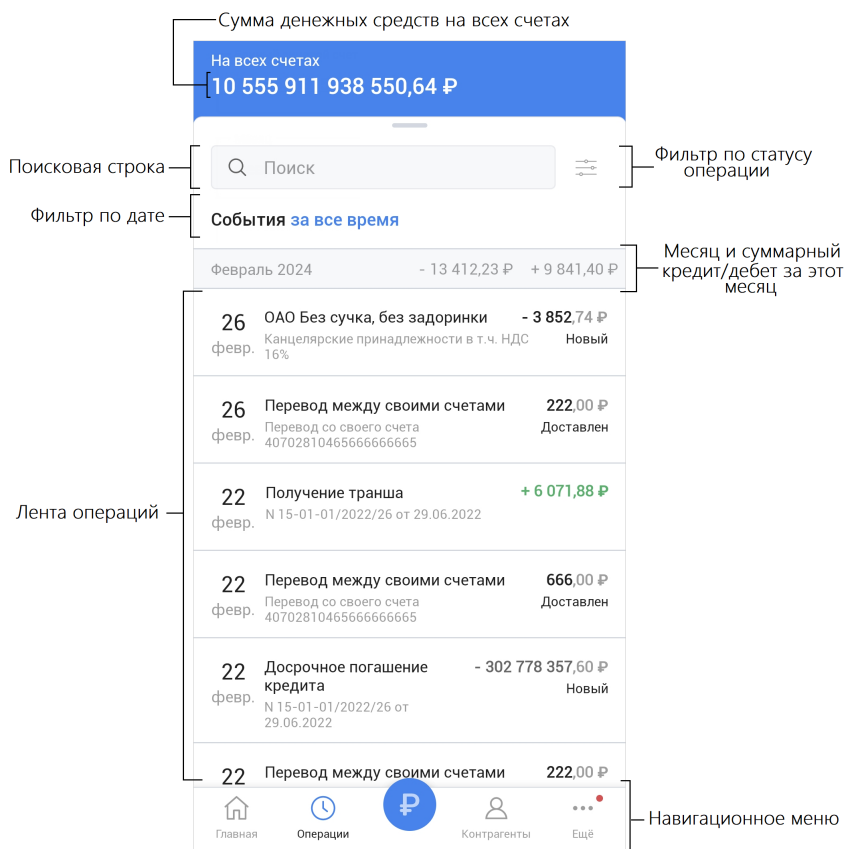 Сумма денежных средств на всех счетах
На всех счетах
10 555 911 938 550,64 ₽
Поисковая строка
Поиск
Фильтр по статусу
операции
Фильтр по дате
События за все время
Месяц и суммарный
кредит/дебет за этот
месяц
Февраль 2024 - 13 412,23 ₽ + 9 841,40 ₽
26 ОАО Без сучка, без задоринки - 3 852,74 ₽
февр. Канцелярские принадлежности в т.ч. НДС Новый
16%
26 Перевод между своими счетами 222,00 ₽
февр. Перевод со своего счета Доставлен
40702810465666666665
Лента операций
22 Получение транша + 6 071,88 ₽
февр. N 15-01-01/2022/26 от 29.06.2022
22 Перевод между своими счетами 666,00 ₽
февр. Перевод со своего счета Доставлен
40702810465666666665
22 Досрочное погашение - 302 778 357,60 ₽
кредита Новый
февр. N 15-01-01/2022/26 от
29.06.2022
22 Перевод между своими счетами 222,00 ₽
₽
Главная Операции Контрагенты Ещё
Навигационное меню